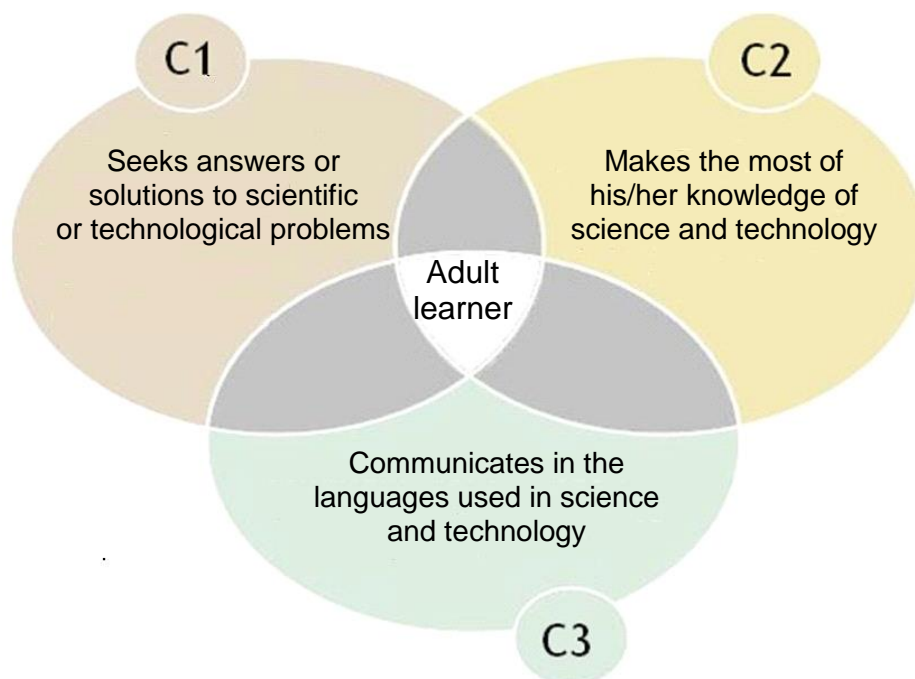 C1
C2
Seeks answers or
solutions to scientific
or technological problems
Makes the most of
his/her knowledge of
science and technology
Adult
learner
Communicates in the
languages used in science
and technology
C3